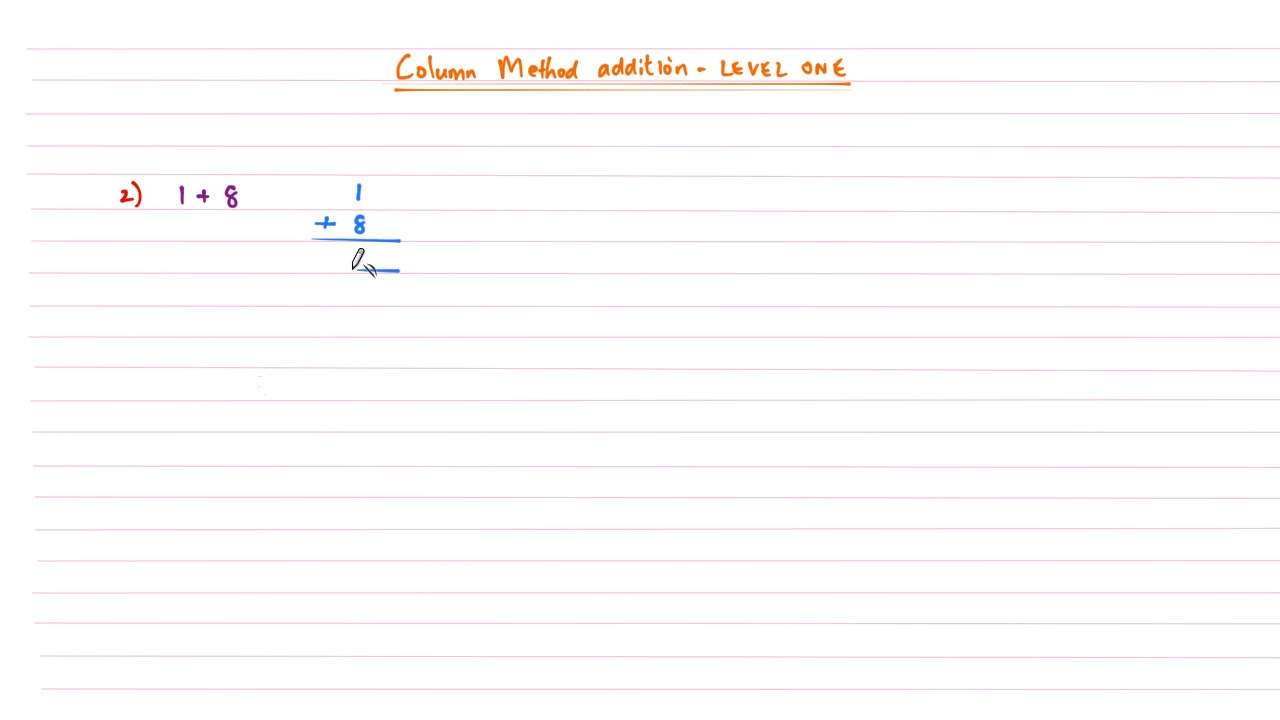 Column Method addition - LEVEL ONE
2) 1 + 8
1
+ 8